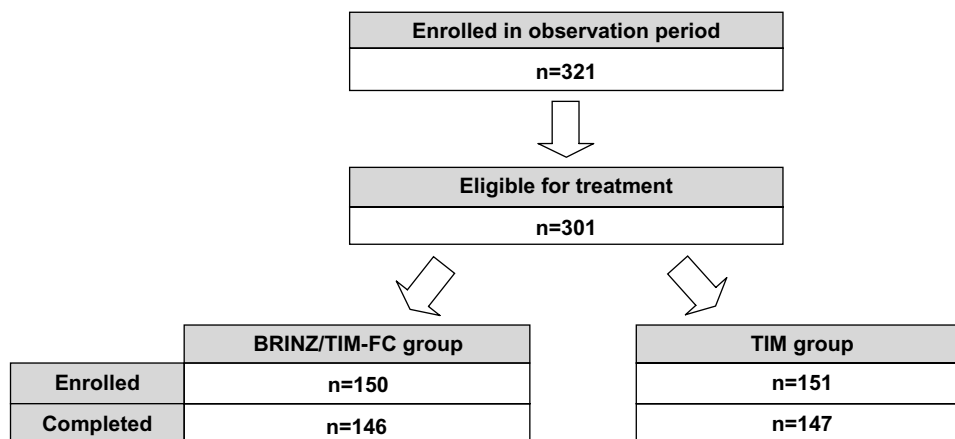 Enrolled in observation period
n=321
Eligible for treatment
n=301
BRINZ/TIM-FC group
TIM group
Enrolled
n=150
n=151
Completed
n=146
n=147